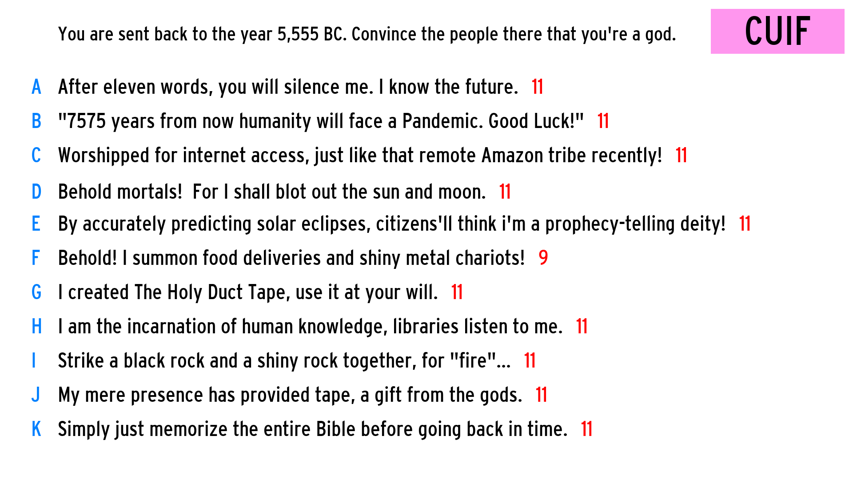 You are sent back to the year 5,555 BC. Convince the people there that you're a god.
CUIF
A After eleven words, you will silence me. I know the future. 11
B "7575 years from now humanity will face a Pandemic. Good Luck!" 11
C Worshipped for internet access, just like that remote Amazon tribe recently! 11
D Behold mortals! For I shall blot out the sun and moon. 11
E By accurately predicting solar eclipses, citizens'll think i'm a prophecy-telling deity! 11
F Behold! I summon food deliveries and shiny metal chariots! 9
G I created The Holy Duct Tape, use it at your will. 11
H I am the incarnation of human knowledge, libraries listen to me. 11
I Strike a black rock and a shiny rock together, for "fire"... 11
J My mere presence has provided tape, a gift from the gods. 11
K Simply just memorize the entire Bible before going back in time. 11